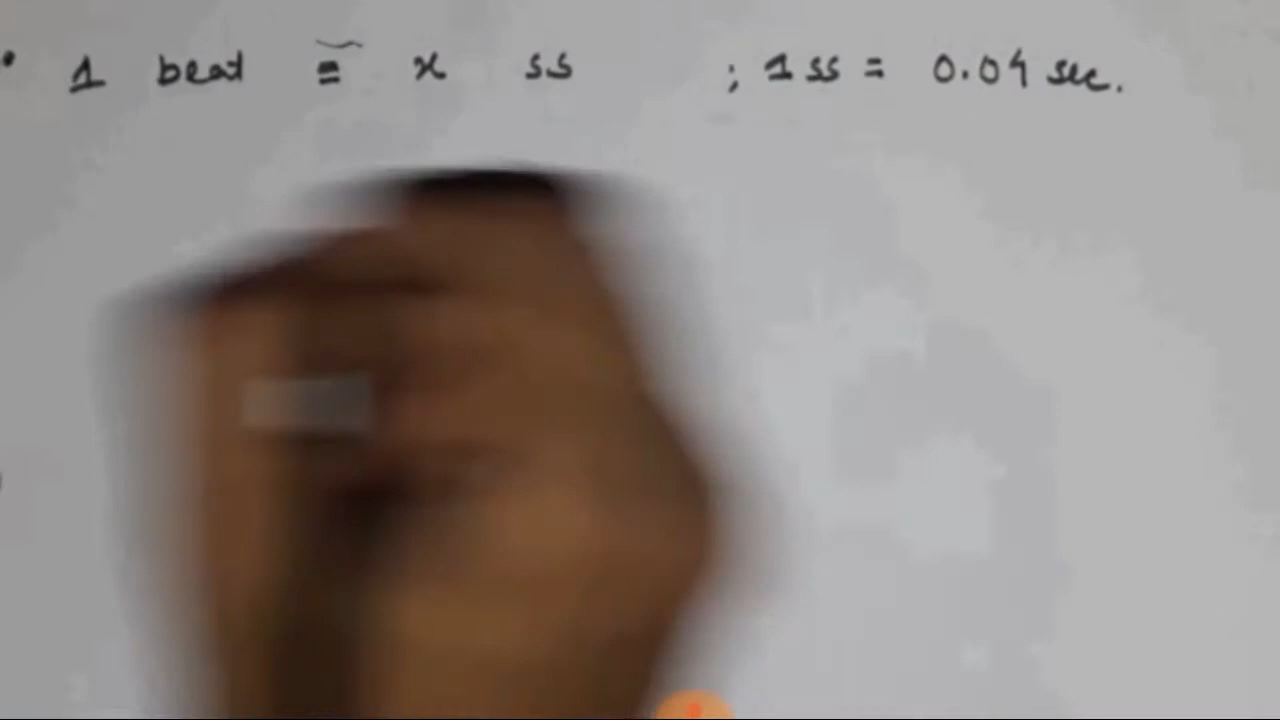 • 1 beat ≅ x ss ; 1 ss = 0.04 sec.